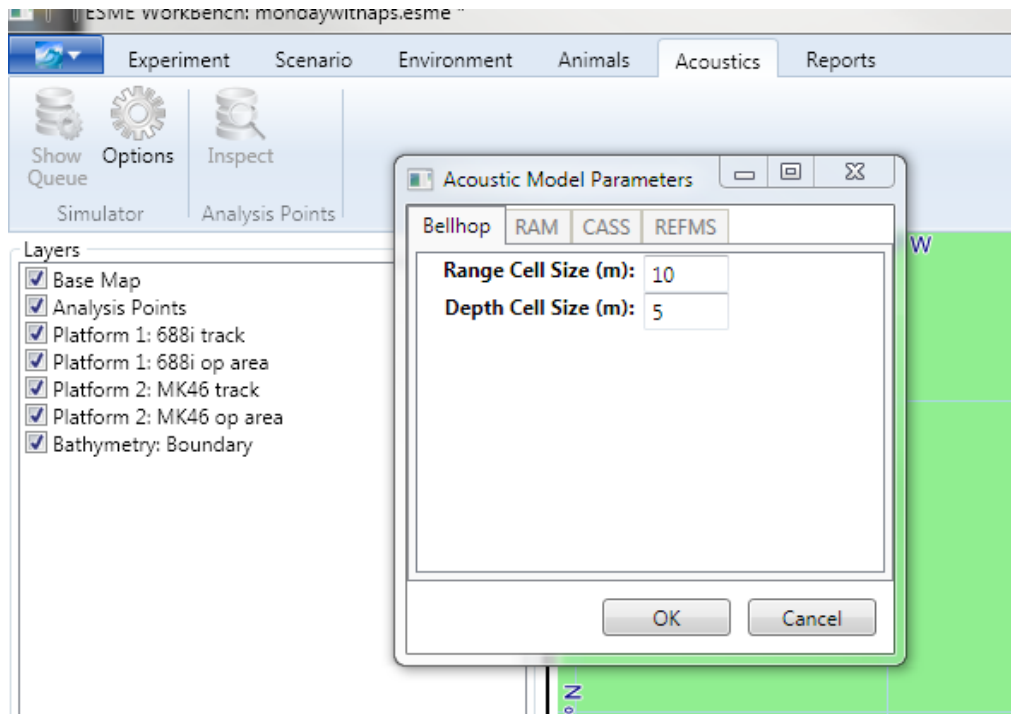 ESME WorkBench: mondaywithaps.esme *
Experiment Scenario Environment Animals Acoustics Reports
Show Queue
Options
Inspect
Simulator
Analysis Points
Acoustic Model Parameters
Bellhop RAM CASS REFMS
Range Cell Size (m): 10
Depth Cell Size (m): 5
OK Cancel
Layers
Base Map
Analysis Points
Platform 1: 688i track
Platform 1: 688i op area
Platform 2: MK46 track
Platform 2: MK46 op area
Bathymetry: Boundary
W
N